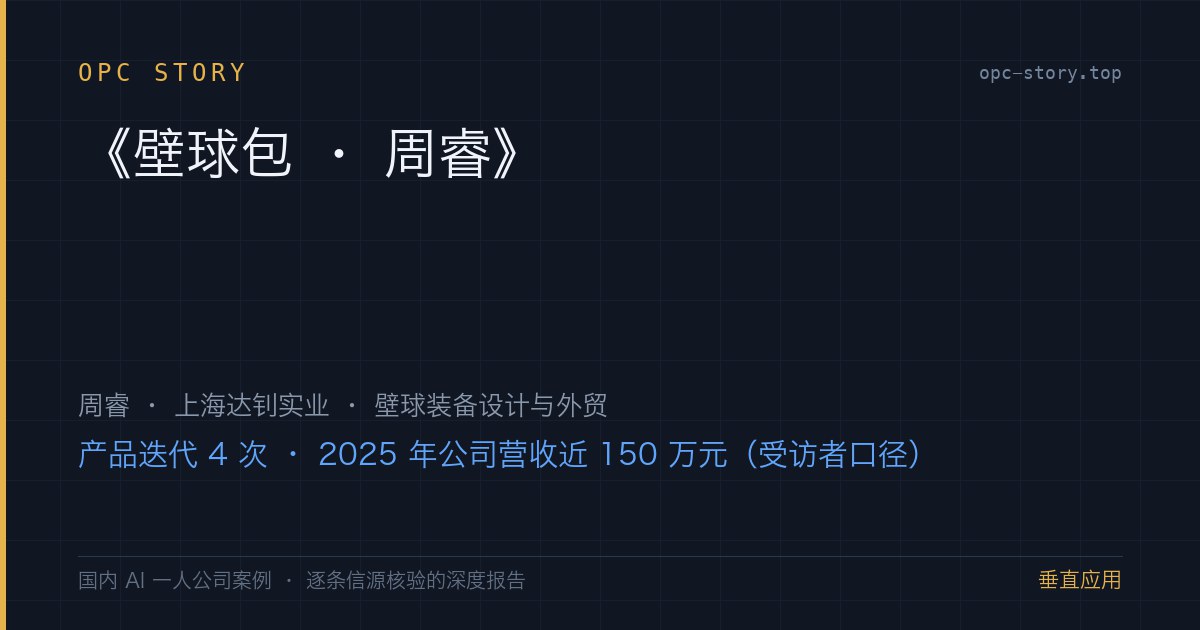 OPC STORY
opc-story.top
《壁球包 · 周睿》
周睿 · 上海达钊实业 · 壁球装备设计与外贸
产品迭代 4 次 · 2025 年公司营收近 150 万元（受访者口径）
国内 AI 一人公司案例 · 逐条信源核验的深度报告
垂直应用